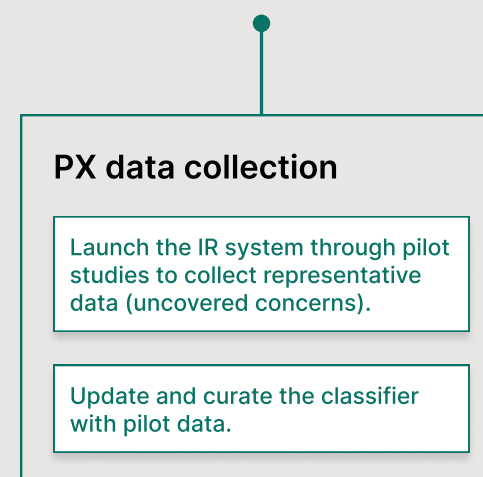 PX data collection
Launch the IR system through pilot
studies to collect representative
data (uncovered concerns).
Update and curate the classifier
with pilot data.